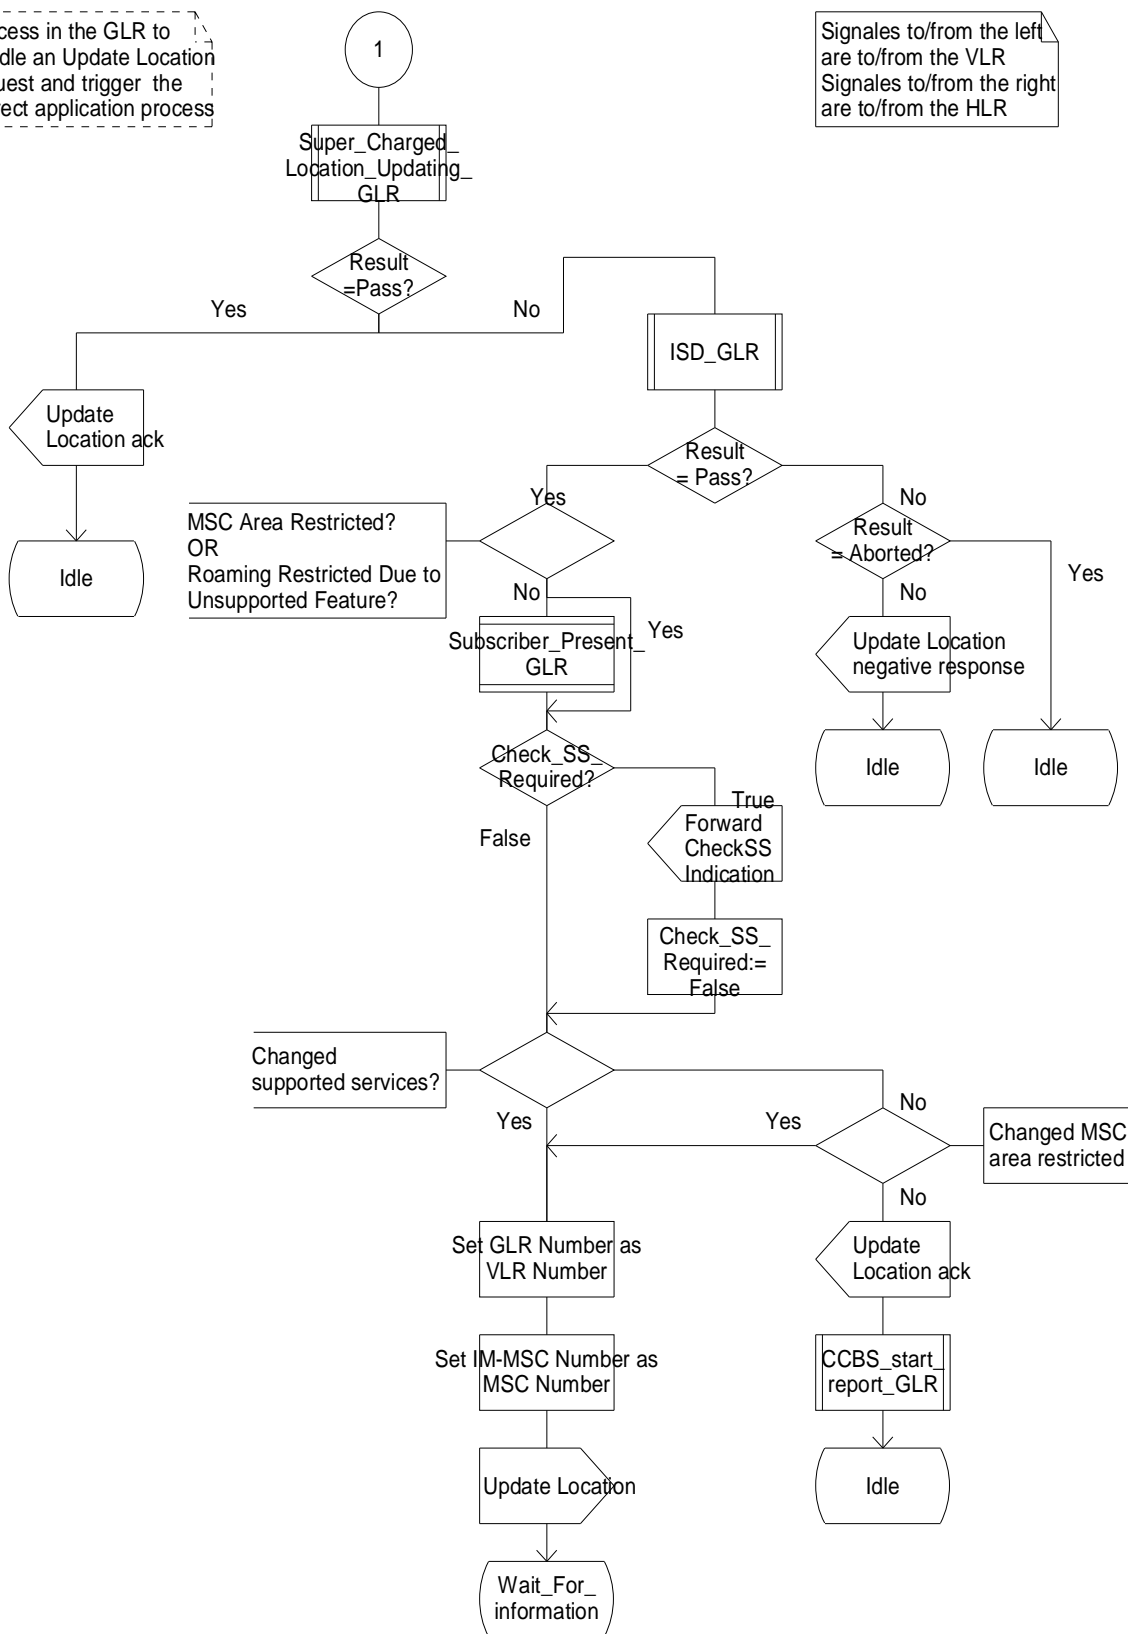 cess in the GLR to
dle an Update Location
uest and trigger the
rect application process
1
Signales to/from the left
are to/from the VLR
Signales to/from the right
are to/from the HLR
Super_Charged_
Location_Updating_
GLR
Result
=Pass?
Yes
No
ISD_GLR
Update
Location ack
Result
= Pass?
Yes
No
MSC Area Restricted?
OR
Roaming Restricted Due to
Unsupported Feature?
Result
= Aborted?
Idle
Yes
No
No
Subscriber_Present_
GLR
Yes
Update Location
negative response
Check_SS_
Required?
Idle
Idle
True
False
Forward
CheckSS
Indication
Check_SS_
Required:=
False
Changed
supported services?
Yes
No
Yes
Changed MSC
area restricted
No
Set GLR Number as
VLR Number
Update
Location ack
Set IM-MSC Number as
MSC Number
CCBS_start_
report_GLR
Update Location
Idle
Wait_For_
information